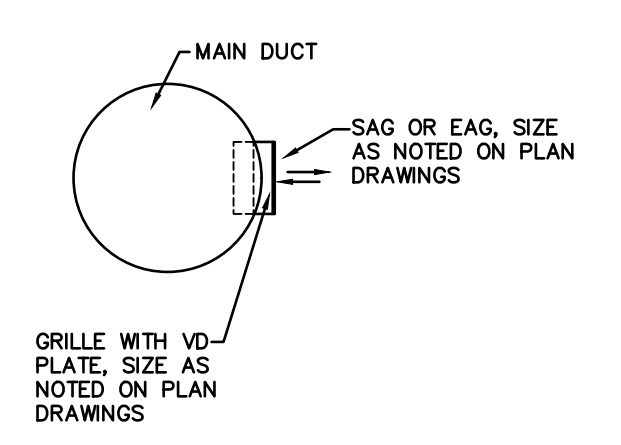 MAIN DUCT
SAG OR EAG, SIZE
AS NOTED ON PLAN
DRAWINGS
GRILLE WITH VD
PLATE, SIZE AS
NOTED ON PLAN
DRAWINGS